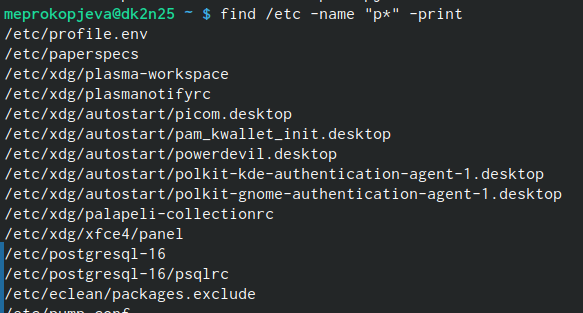 meprokopjeva@dk2n25 ~ $ find /etc -name "p*" -print
/etc/profile.env
/etc/paperspecs
/etc/xdg/plasma-workspace
/etc/xdg/plasmanotifyrc
/etc/xdg/autostart/picom.desktop
/etc/xdg/autostart/pam_kwallet_init.desktop
/etc/xdg/autostart/powerdevil.desktop
/etc/xdg/autostart/polkit-kde-authentication-agent-1.desktop
/etc/xdg/autostart/polkit-gnome-authentication-agent-1.desktop
/etc/xdg/palapeli-collectionrc
/etc/xdg/xfce4/panel
/etc/postgresql-16
/etc/postgresql-16/psqlrc
/etc/eclean/packages.exclude
/etc/pump.conf